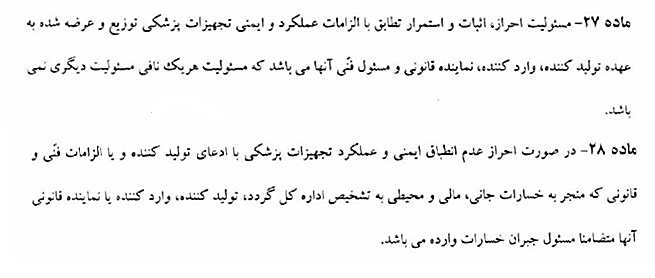 ماده ۲۷- مسئولیت احراز، اثبات و استمرار تطابق با الزامات عملکرد و ایمنی تجهیزات پزشکی توزیع و عرضه شده به
عهده تولید کننده، وارد کننده، نماینده قانونی و مسئول فنّی آنها می باشد که مسئولیت هریک نافی مسئولیت دیگری نمی
باشد.
ماده ۲۸- در صورت احراز عدم انطباق ایمنی و عملکرد تجهیزات پزشکی با ادعای تولید کننده و یا الزامات فنّی و
قانونی که منجر به خسارات جانی، مالی و محیطی به تشخیص اداره کل گردد، تولید کننده، وارد کننده یا نماینده قانونی
آنها متضامنا مسئول جبران خسارات وارده می باشد.